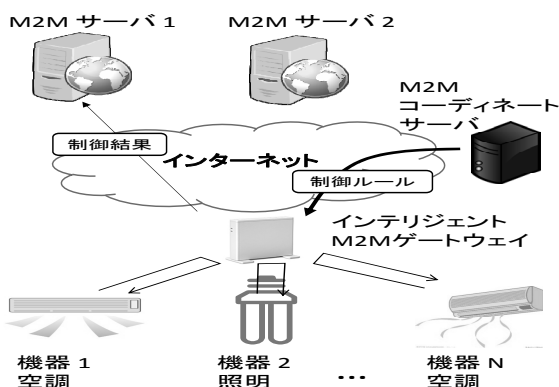 M2M サーバ 1
M2M サーバ 2
M2M
コーディネート
サーバ
制御結果
インターネット
制御ルール
インテリジェント
M2Mゲートウェイ
機器 1
空調
機器 2
照明
…
機器 N
空調